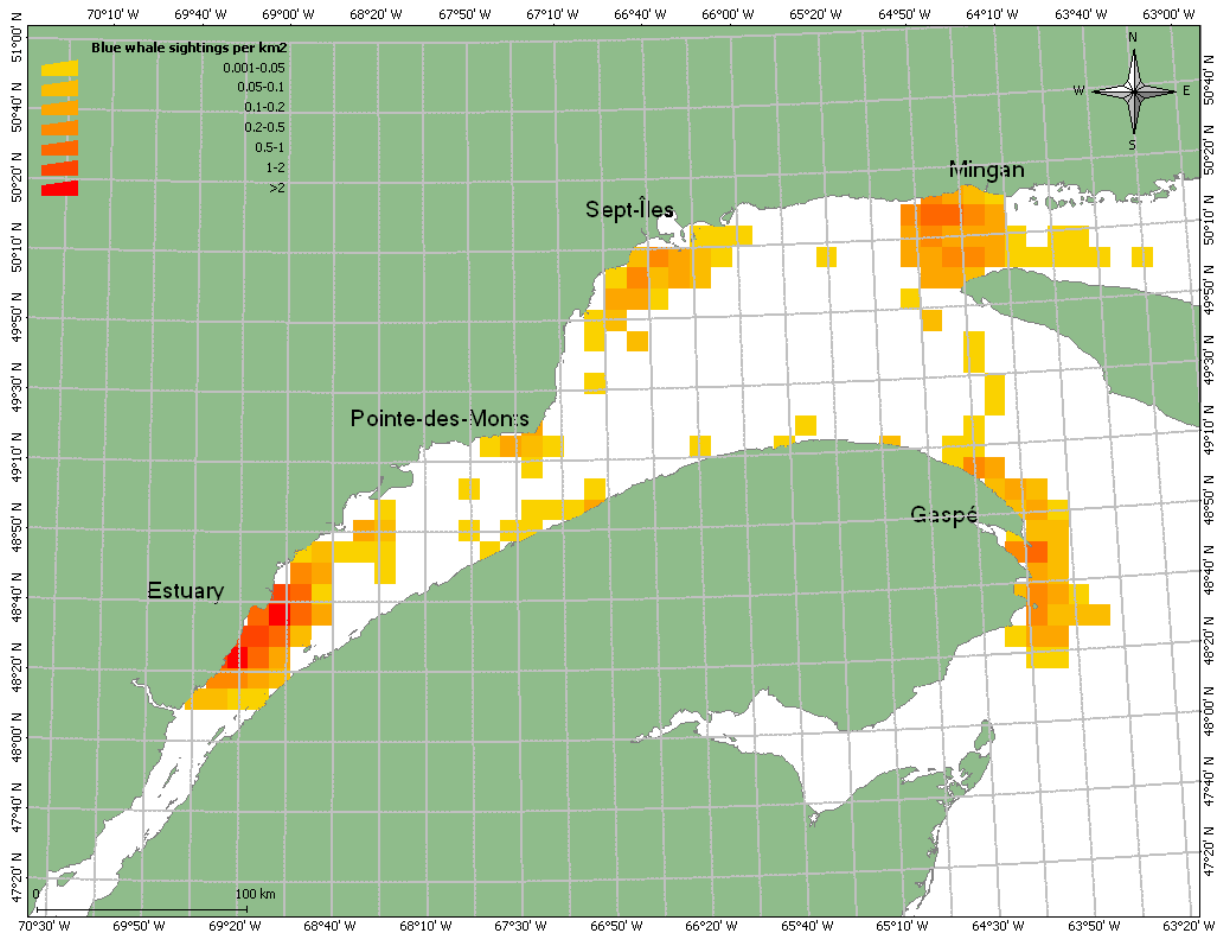 70°10' W 69°40' W 69°00' W 68°20' W 67°50' W 67°10' W 66°40' W 66°00' W 65°20' W 64°50' W 64°10' W 63°40' W 63°00' W
51°00' N
50°40' N
50°20' N
50°10' N
49°50' N
49°30' N
49°10' N
48°50' N
48°40' N
48°20' N
48°00' N
47°40' N
47°20' N
Blue whale sightings per km2
0.001-0.05
0.05-0.1
0.1-0.2
0.2-0.5
0.5-1
1-2
>2
N
W E
S
Mingan
Sept-Îles
Pointe-des-Monts
Gaspé
Estuary
50°40' N
50°20' N
50°10' N
49°50' N
49°30' N
49°10' N
48°50' N
48°40' N
48°20' N
48°00' N
47°40' N
47°20' N
0 100 km
70°30' W 69°50' W 69°20' W 68°40' W 68°10' W 67°30' W 66°50' W 66°20' W 65°40' W 65°10' W 64°30' W 63°50' W 63°20' W